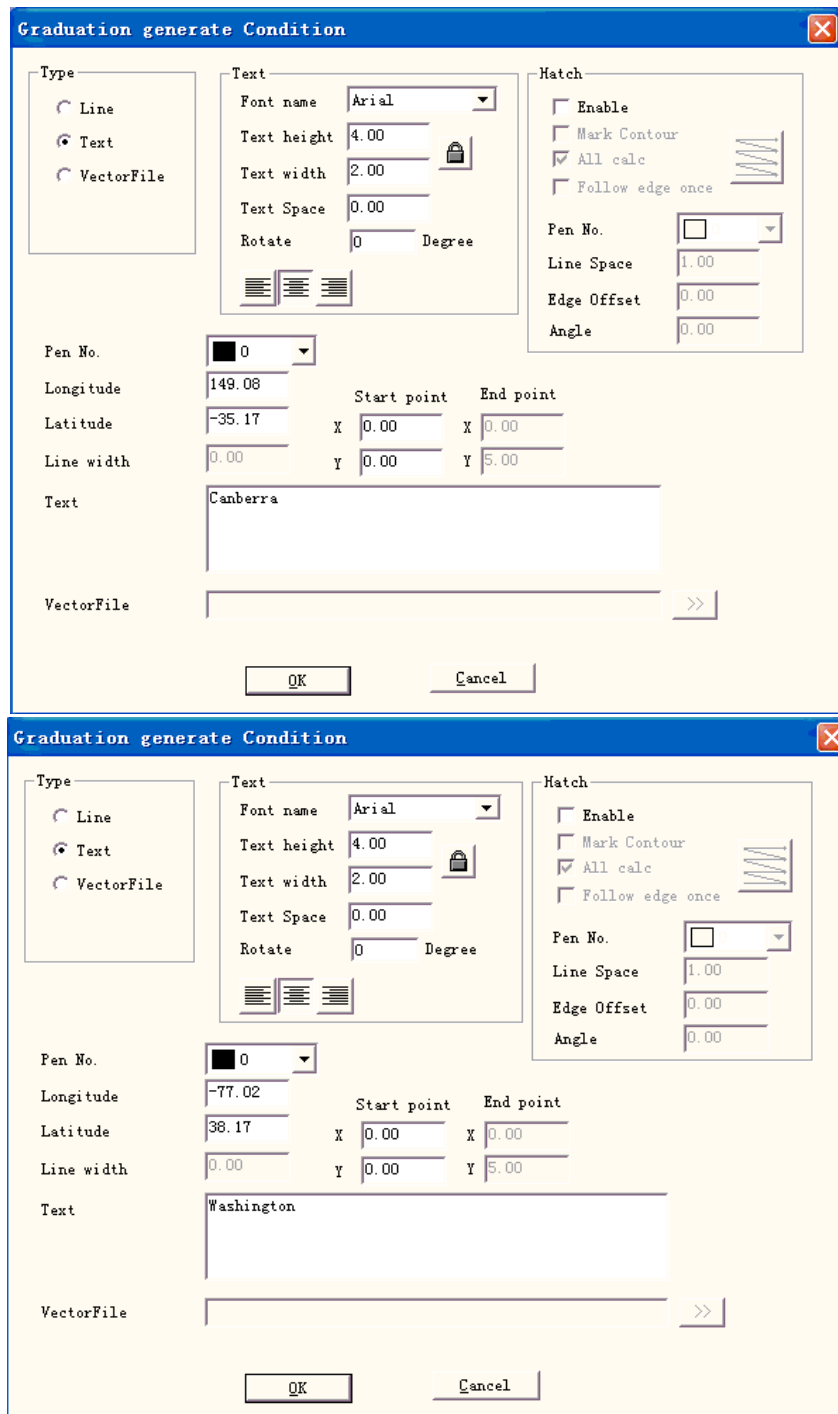 Graduation generate Condition
Type
Line
Text
VectorFile
Text
Font name Arial
Text height 4.00
Text width 2.00
Text Space 0.00
Rotate 0 Degree
Hatch
Enable
Mark Contour
All calc
Follow edge once
Pen No.
Line Space 1.00
Edge Offset 0.00
Angle 0.00
Pen No. 0
Longitude 149.08
Start point End point
Latitude -35.17 X 0.00 X 0.00
Line width 0.00 Y 0.00 Y 5.00
Text Canberra
VectorFile >>
OK Cancel
Graduation generate Condition
Type
Line
Text
VectorFile
Text
Font name Arial
Text height 4.00
Text width 2.00
Text Space 0.00
Rotate 0 Degree
Hatch
Enable
Mark Contour
All calc
Follow edge once
Pen No.
Line Space 1.00
Edge Offset 0.00
Angle 0.00
Pen No. 0
Longitude -77.02
Start point End point
Latitude 38.17 X 0.00 X 0.00
Line width 0.00 Y 0.00 Y 5.00
Text Washington
VectorFile >>
OK Cancel